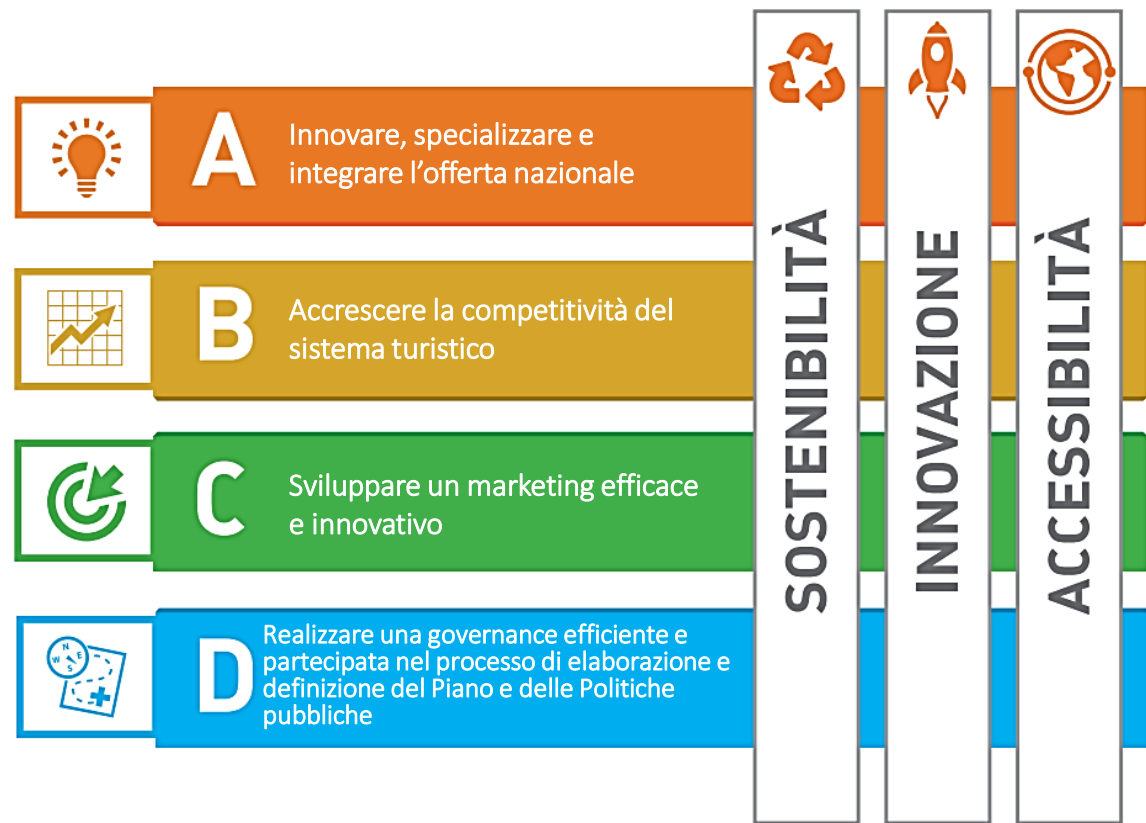 A
Innovare, specializzare e
integrare l’offerta nazionale
B
Accrescere la competitività del
sistema turistico
C
Sviluppare un marketing efficace
e innovativo
D
Realizzare una governance efficiente e
partecipata nel processo di elaborazione e
definizione del Piano e delle Politiche
pubbliche
N
W
E
S
SOSTENIBILITÀ
INNOVAZIONE
ACCESSIBILITÀ